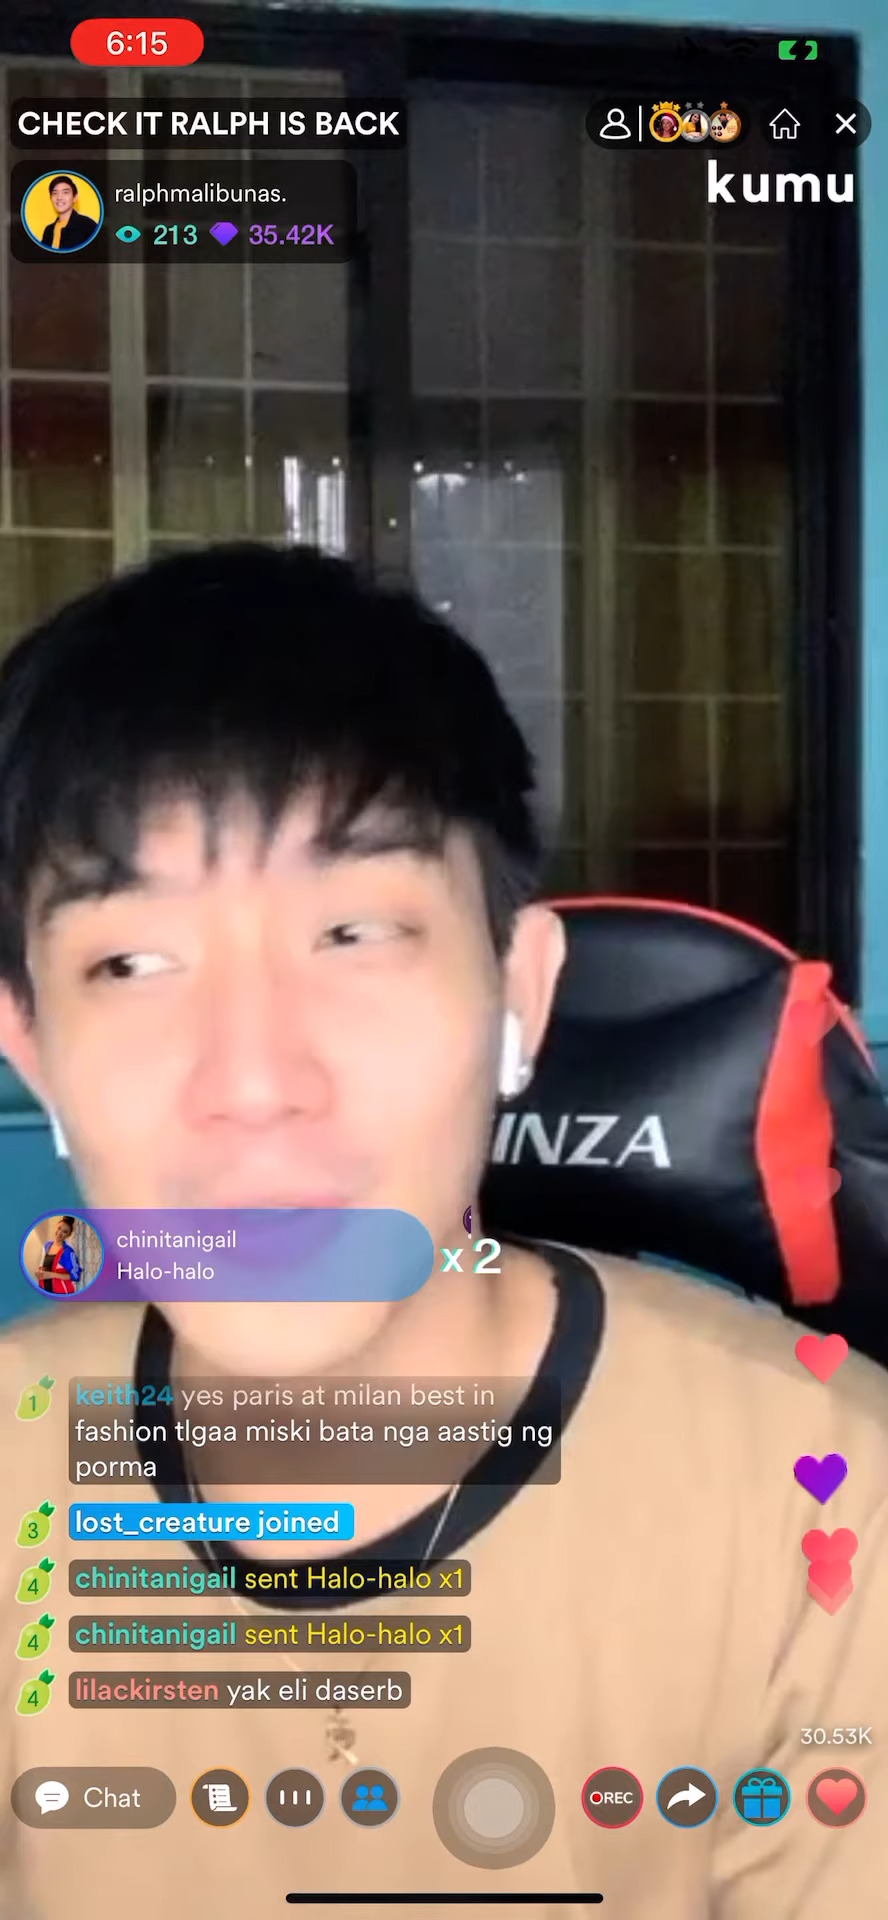 6:15
CHECK IT RALPH IS BACK
kumu
ralphmalibunas.
213 35.42K
INZA
chinitanigail
Halo-halo
x2
1 keith24 yes paris at milan best in
fashion tlgaa miski bata nga aastig ng
porma
3 lost_creature joined
4 chinitanigail sent Halo-halo x1
4 chinitanigail sent Halo-halo x1
4 lilackirsten yak eli daserb
30.53K
Chat
REC